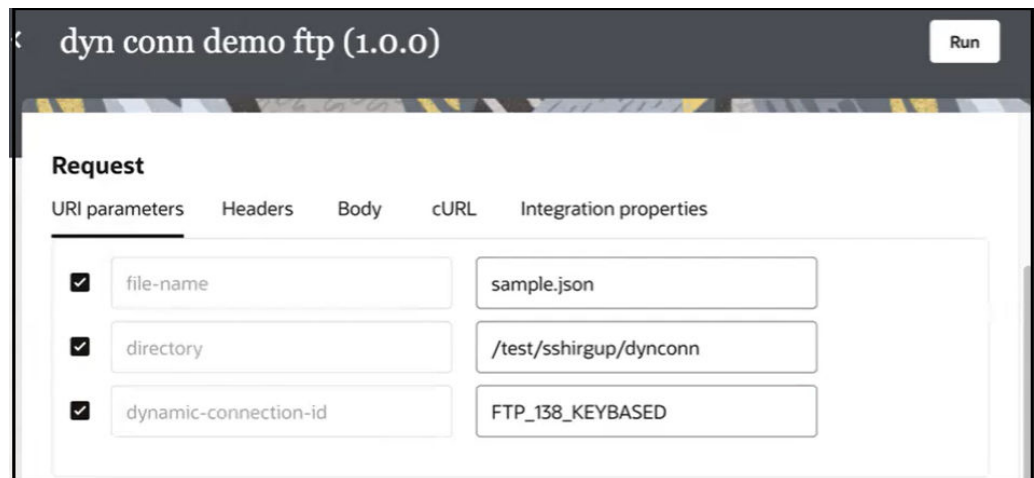 dyn conn demo ftp (1.0.0) Run
Request
URI parameters Headers Body cURL Integration properties
file-name sample.json
directory /test/sshirgup/dynconn
dynamic-connection-id FTP_138_KEYBASED